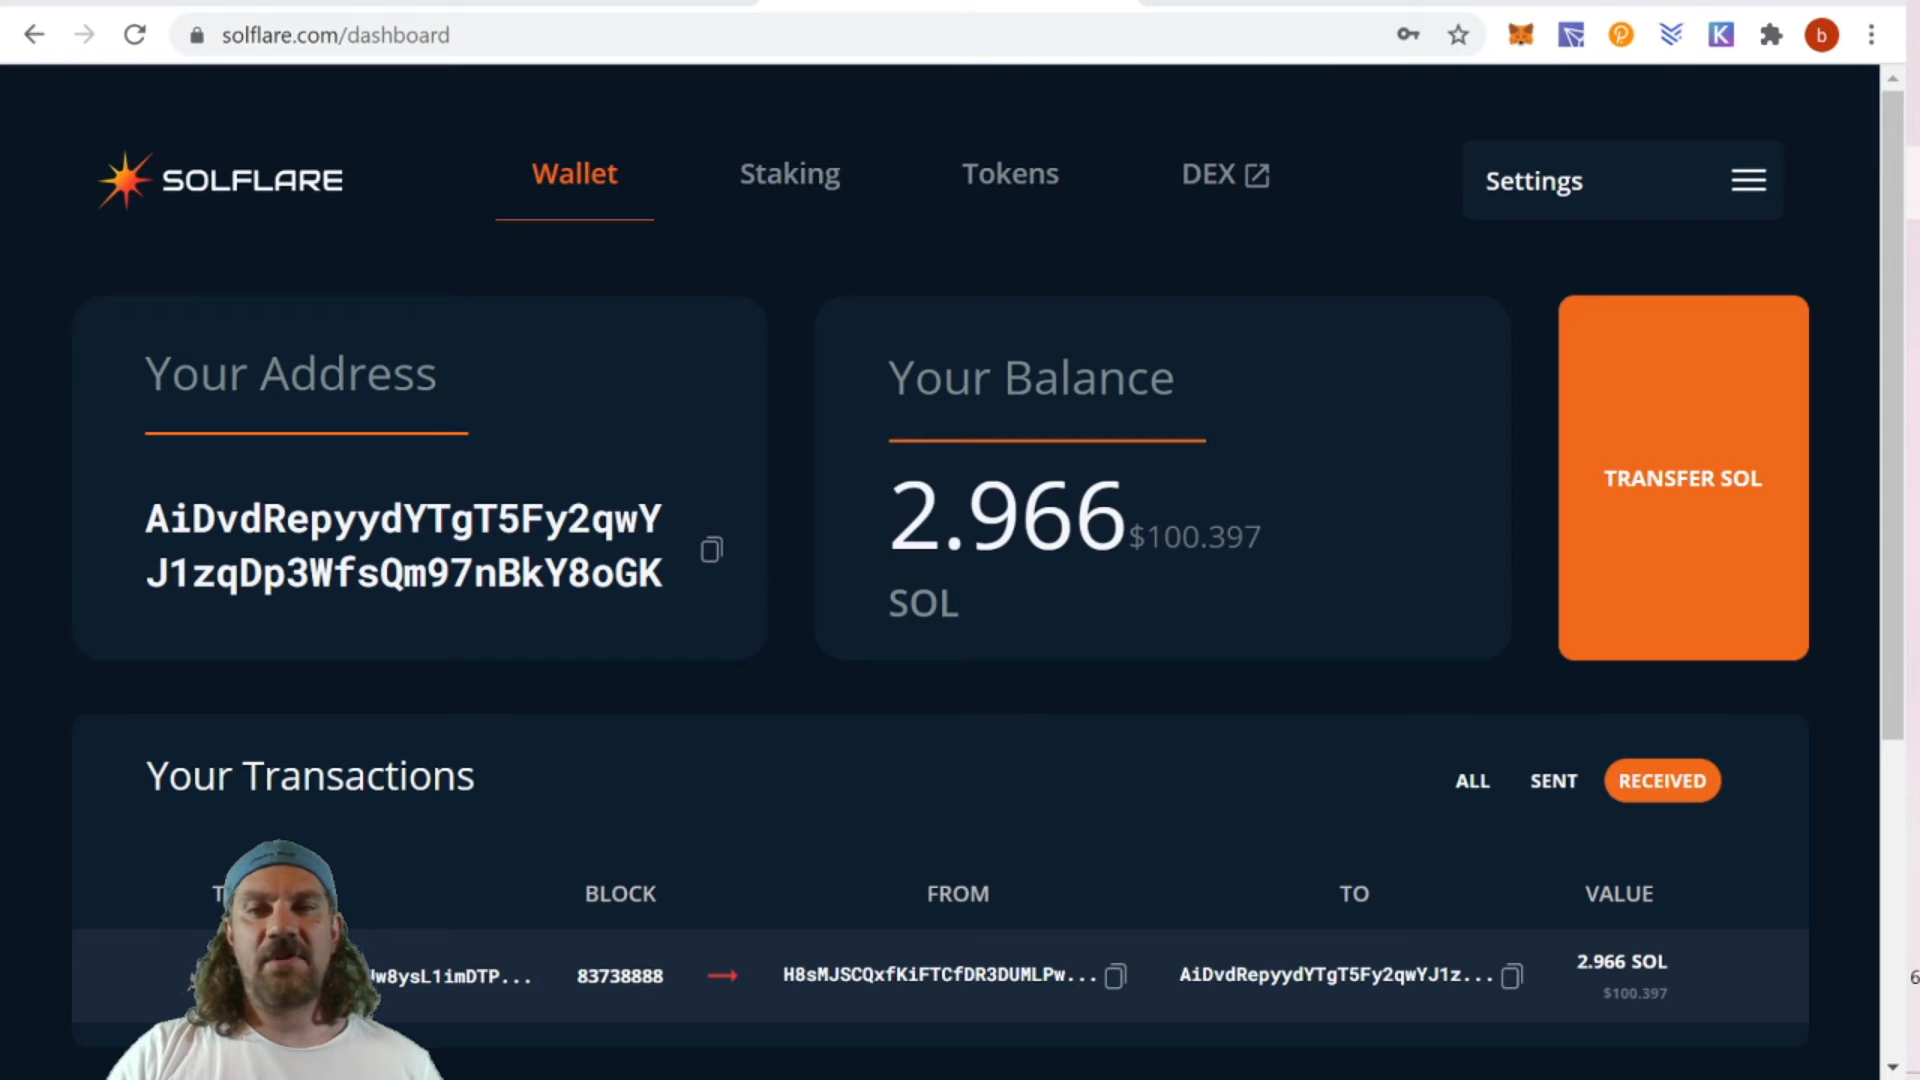 solflare.com/dashboard
K
b
SOLFLARE
Wallet
Staking
Tokens
DEX
Settings
Your Address
AiDvdRepyydYTgT5Fy2qwY
J1zqDp3WfsQm97nBkY8oGK
Your Balance
2.966 $100.397
SOL
TRANSFER SOL
Your Transactions
ALL
SENT
RECEIVED
BLOCK
FROM
TO
VALUE
w8ysL1imDTP...
83738888
H8sMJSCQxfKiFTCfDR3DUMLPw...
AiDvdRepyydYTgT5Fy2qwYJ1z...
2.966 SOL
$100.397